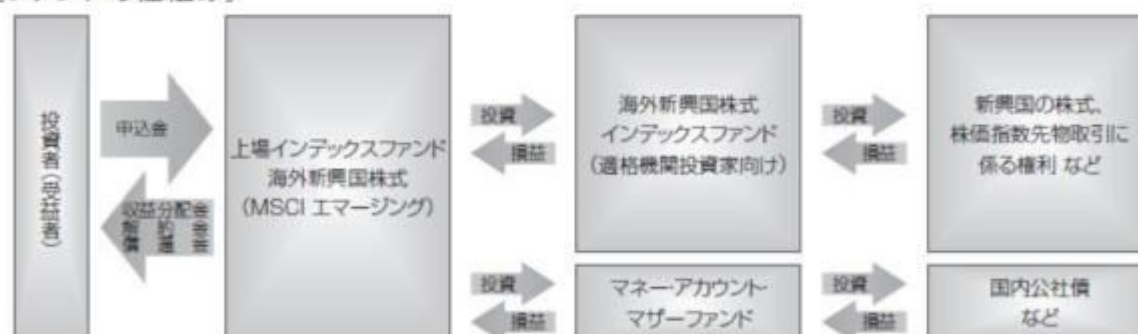 投資者(受益者)
申込金
収益分配金
解約金
償還金
上場インデックスファンド
海外新興国株式
(MSCI エマージング)
投資
損益
海外新興国株式
インデックスファンド
(適格機関投資家向け)
投資
損益
新興国の株式、
株価指数先物取引に
係る権利 など
投資
損益
マネー・アカウント・
マザーファンド
投資
損益
国内公社債
など